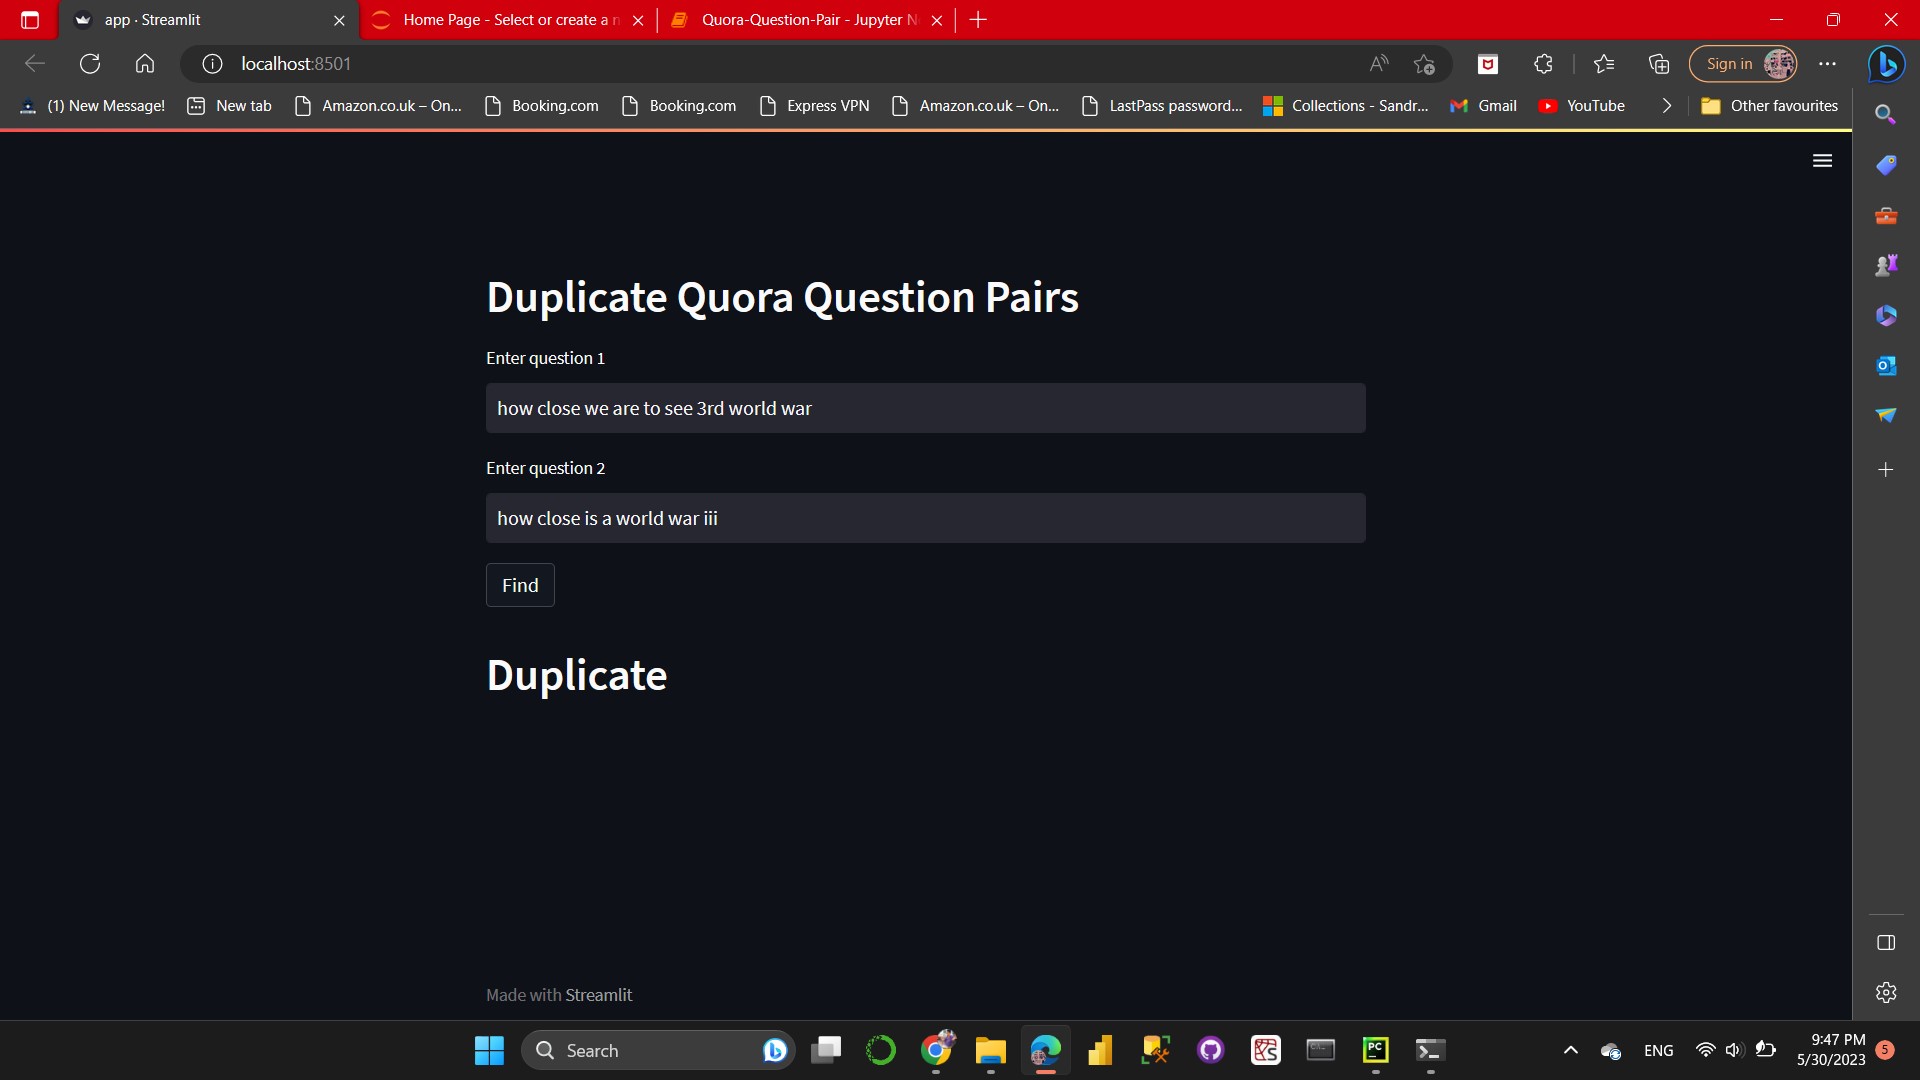 app · Streamlit
Home Page - Select or create a n
Quora-Question-Pair - Jupyter N
localhost:8501
Sign in
(1) New Message!
New tab
Amazon.co.uk – On...
Booking.com
Booking.com
Express VPN
Amazon.co.uk – On...
LastPass password...
Collections - Sandr...
Gmail
YouTube
Other favourites
Duplicate Quora Question Pairs
Enter question 1
how close we are to see 3rd world war
Enter question 2
how close is a world war iii
Find
Duplicate
Made with Streamlit
Search
PC
ENG
9:47 PM
5/30/2023
5